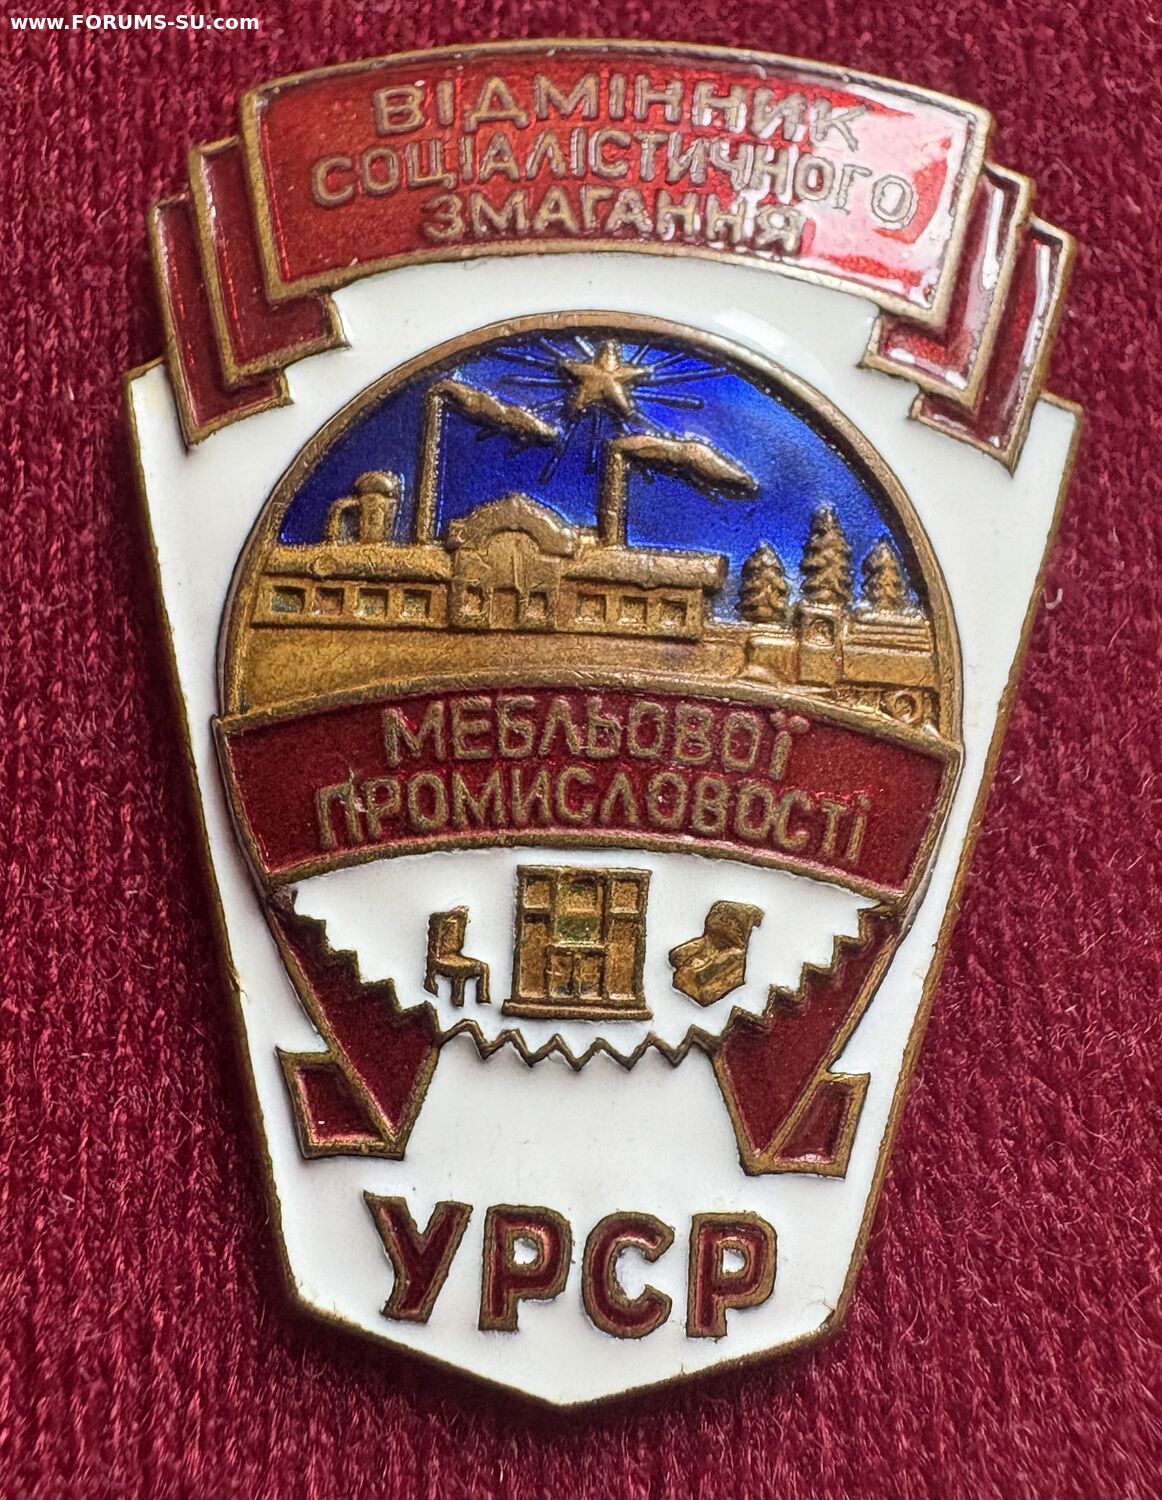 www.FORUMS-SU.com
ВІДМІННИК
СОЦІАЛІСТИЧНОГО
ЗМАГАННЯ
МЕБЛЬОВОЇ
ПРОМИСЛОВОСТІ
УРСР